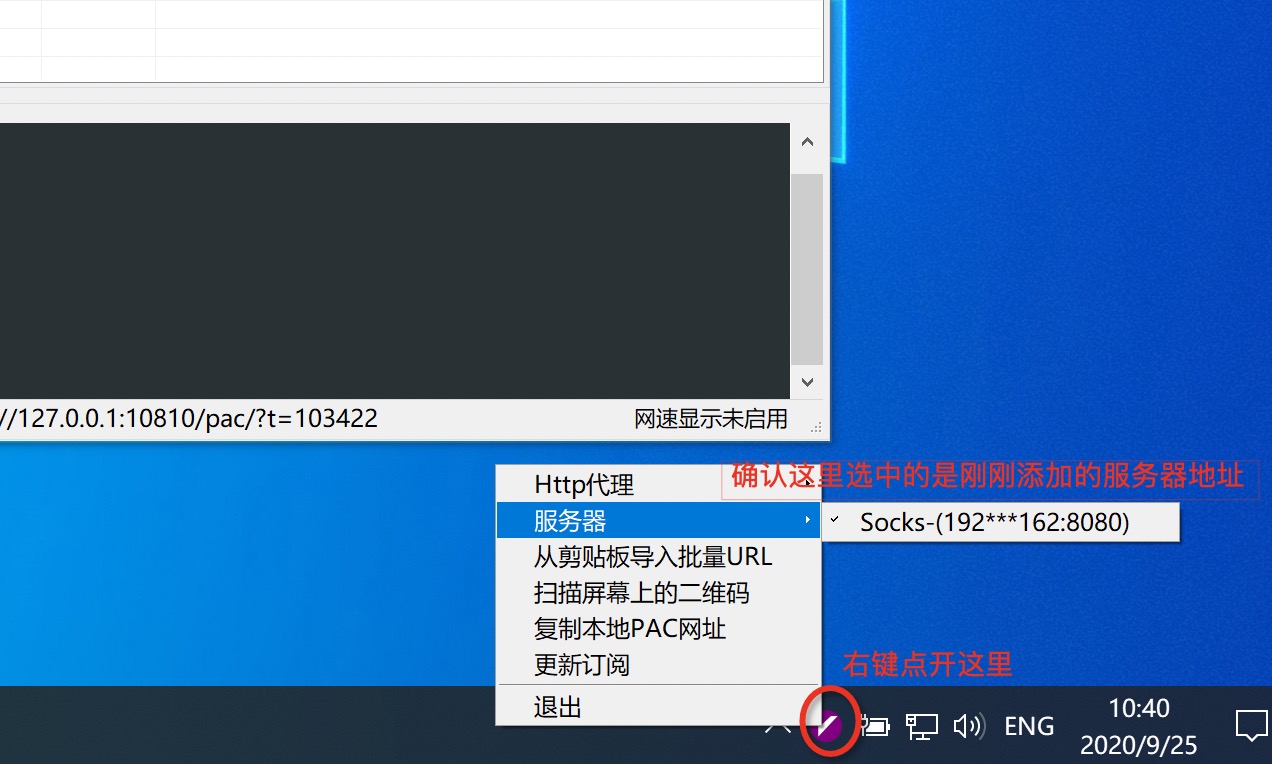 //127.0.0.1:10810/pac/?t=103422
网速显示未启用
Http代理
确认这里选中的是刚刚添加的服务器地址
服务器
Socks-(192***162:8080)
从剪贴板导入批量URL
扫描屏幕上的二维码
复制本地PAC网址
更新订阅
右键点开这里
退出
ENG
10:40
2020/9/25